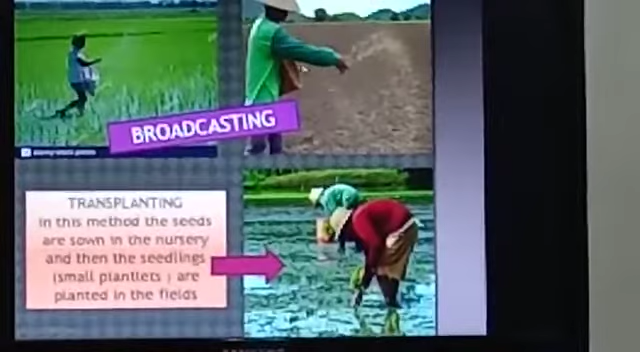 BROADCASTING
TRANSPLANTING
In this method the seeds
are sown in the nursery
and then the seedlings
(small plantlets ) are
planted in the fields